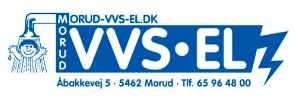 MORUD-VVS-EL.DK
MORUD
VVS•EL
Åbakkevej 5 · 5462 Morud · Tlf. 65 96 48 00